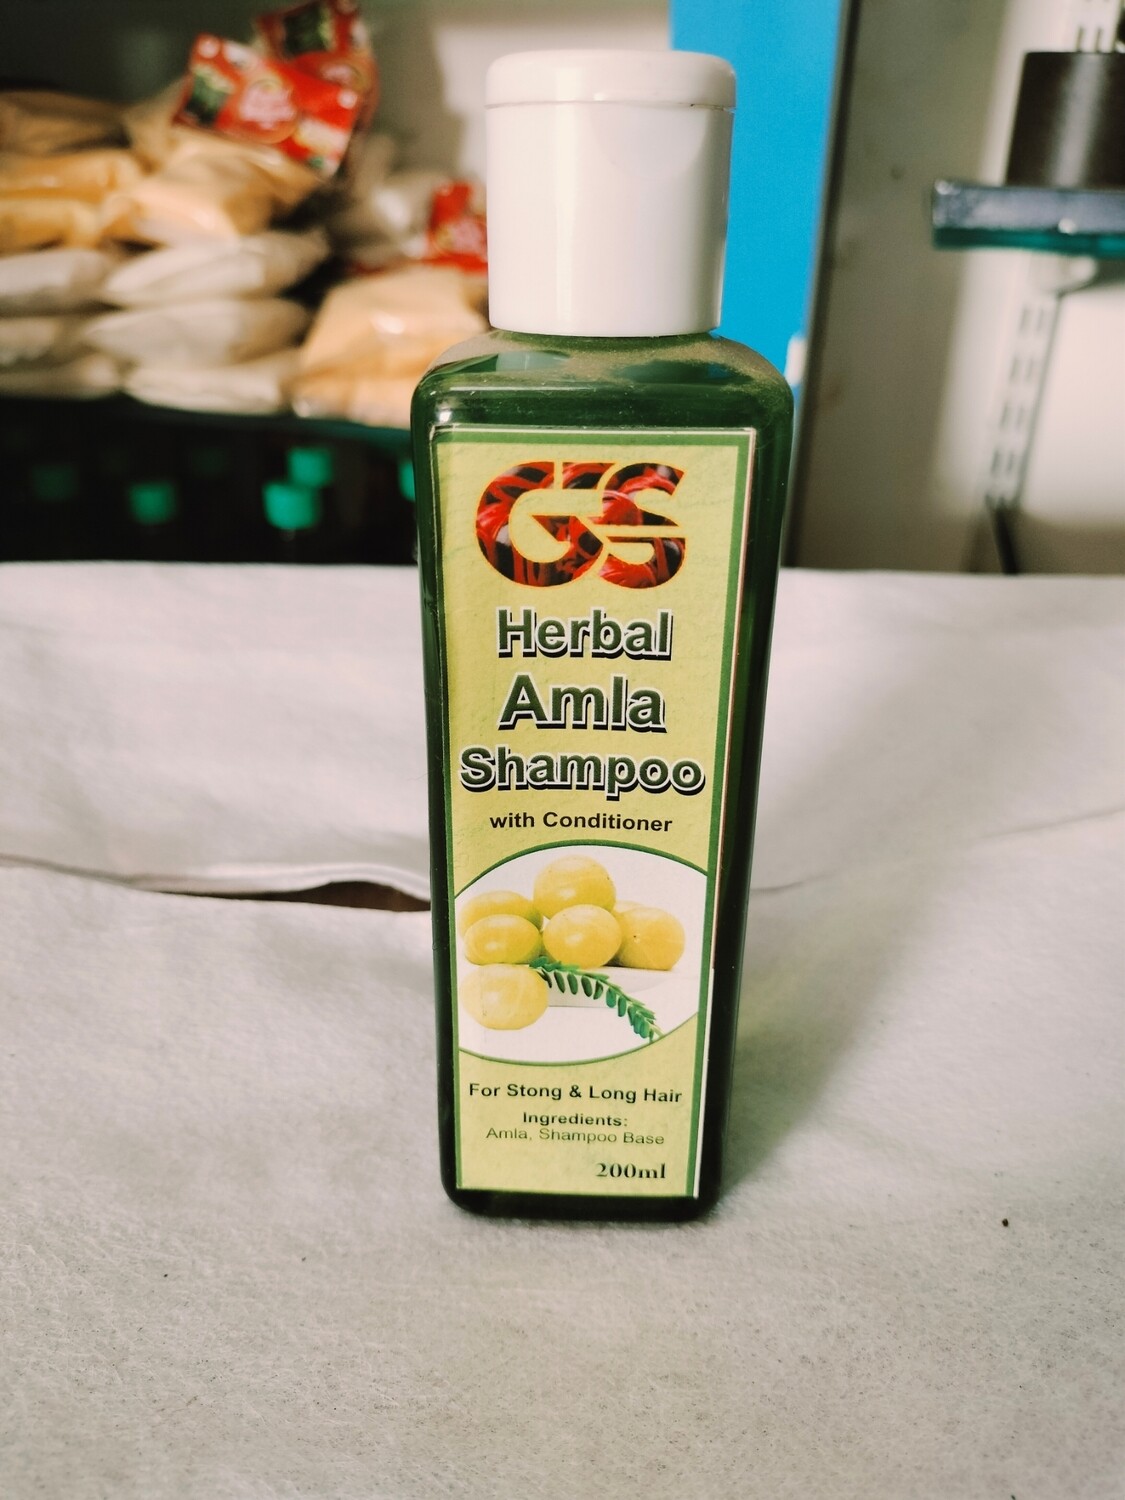 GS
Herbal
Amla
Shampoo
with Conditioner
For Stong & Long Hair
Ingredients:
Amla, Shampoo Base
200ml